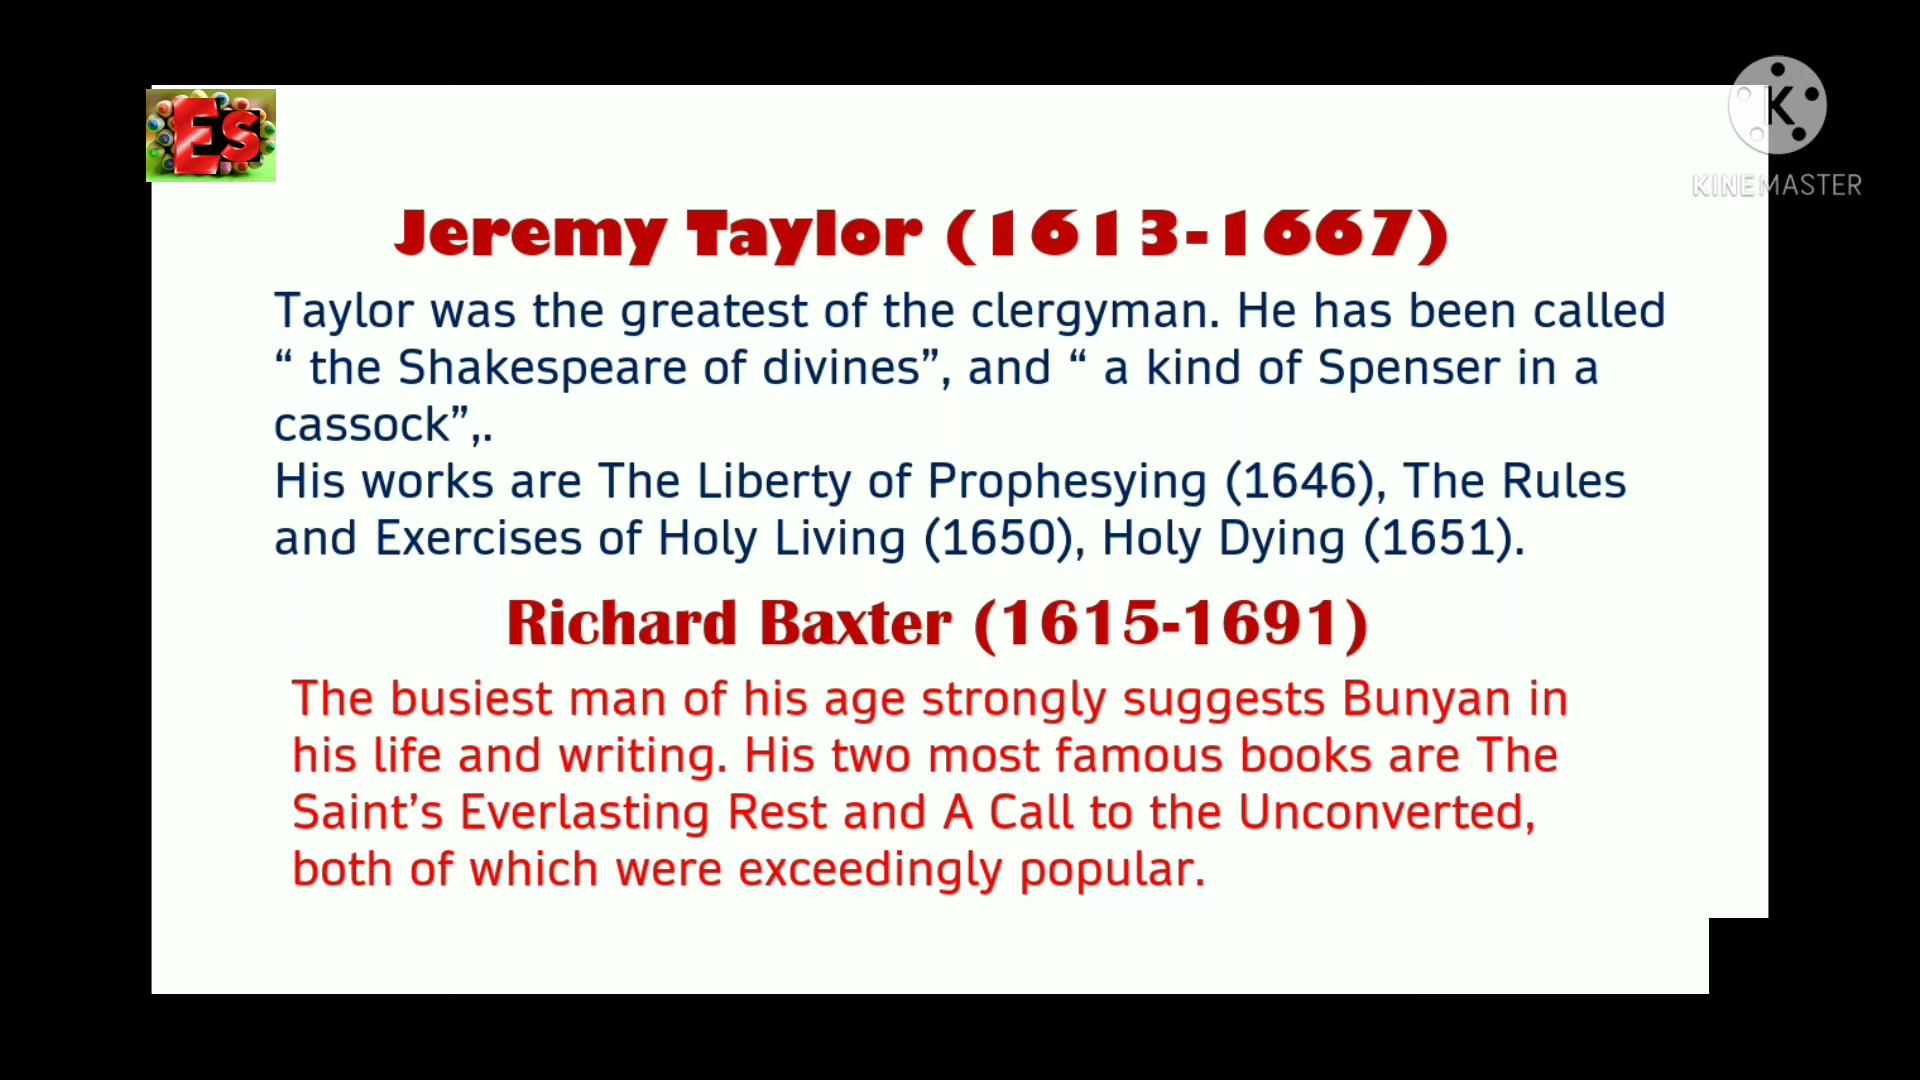 Es
K
KINEMASTER
Jeremy Taylor (1613-1667)
Taylor was the greatest of the clergyman. He has been called
“ the Shakespeare of divines”, and “ a kind of Spenser in a
cassock”,.
His works are The Liberty of Prophesying (1646), The Rules
and Exercises of Holy Living (1650), Holy Dying (1651).
Richard Baxter (1615-1691)
The busiest man of his age strongly suggests Bunyan in
his life and writing. His two most famous books are The
Saint’s Everlasting Rest and A Call to the Unconverted,
both of which were exceedingly popular.